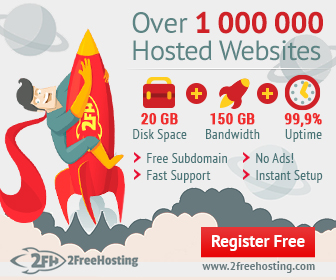 Over 1 000 000
Hosted Websites
20 GB
Disk Space
150 GB
Bandwidth
99,9%
Uptime
Free Subdomain
No Ads!
Fast Support
Instant Setup
2FH
2FH 2FreeHosting
Register Free
www.2freehosting.com